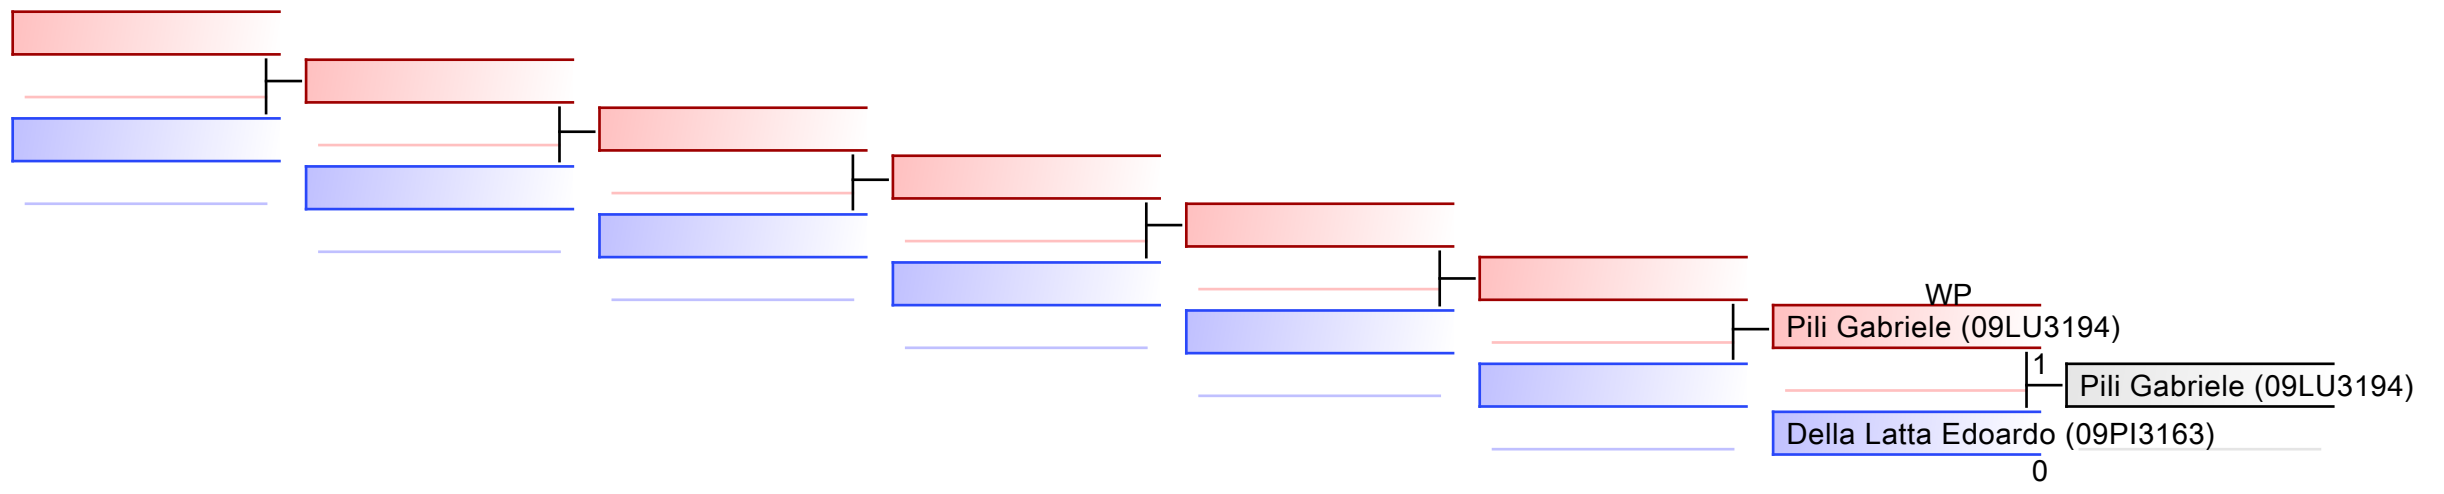 WP
Pili Gabriele (09LU3194)
1
Pili Gabriele (09LU3194)
Della Latta Edoardo (09PI3163)
0